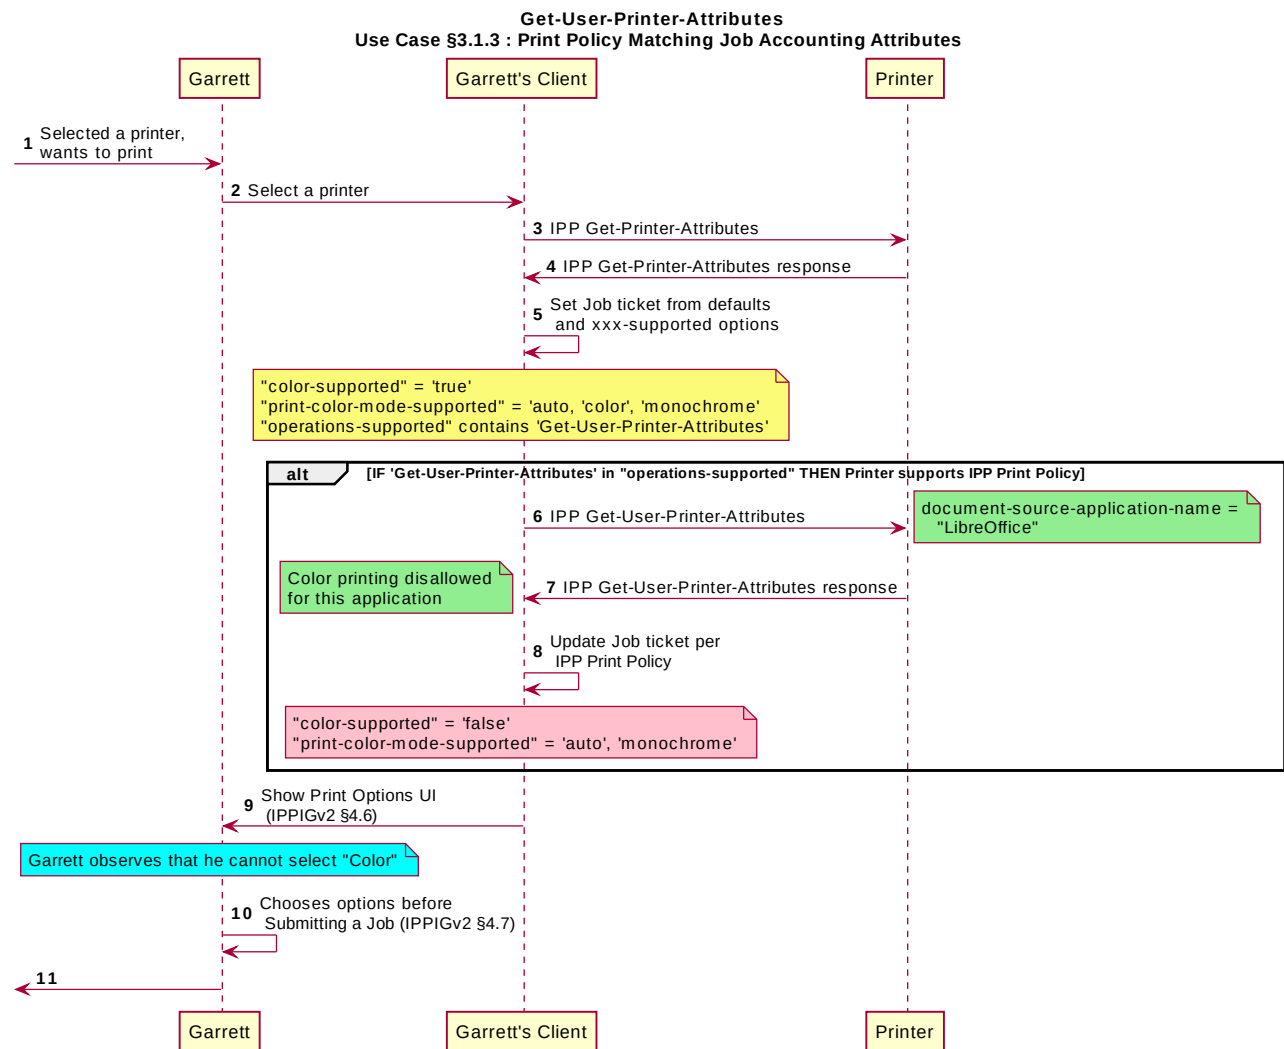 Get-User-Printer-Attributes
Use Case §3.1.3 : Print Policy Matching Job Accounting Attributes
Garrett
Garrett's Client
Printer
1 Selected a printer,
wants to print
2 Select a printer
3 IPP Get-Printer-Attributes
4 IPP Get-Printer-Attributes response
5 Set Job ticket from defaults
and xxx-supported options
"color-supported" = 'true'
"print-color-mode-supported" = 'auto, 'color', 'monochrome'
"operations-supported" contains 'Get-User-Printer-Attributes'
alt [IF 'Get-User-Printer-Attributes' in "operations-supported" THEN Printer supports IPP Print Policy]
6 IPP Get-User-Printer-Attributes
document-source-application-name =
"LibreOffice"
Color printing disallowed
for this application
7 IPP Get-User-Printer-Attributes response
8 Update Job ticket per
IPP Print Policy
"color-supported" = 'false'
"print-color-mode-supported" = 'auto', 'monochrome'
9 Show Print Options UI
(IPPIGv2 §4.6)
Garrett observes that he cannot select "Color"
10 Chooses options before
Submitting a Job (IPPIGv2 §4.7)
11
Garrett
Garrett's Client
Printer